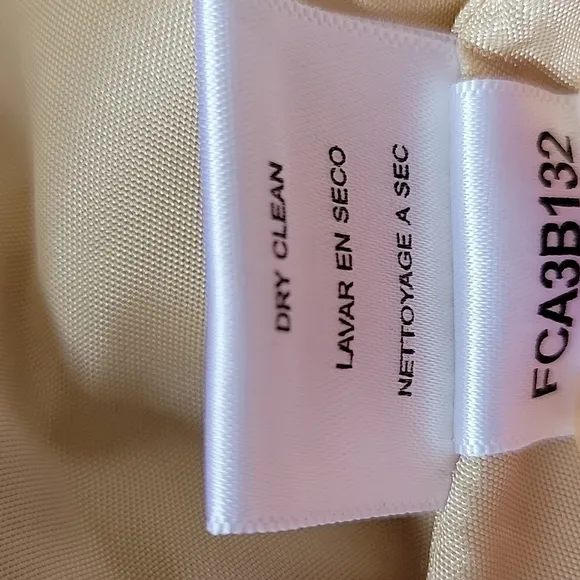 DRY CLEAN
LAVAR EN SECO
NETTOYAGE A SEC
FCA3B132